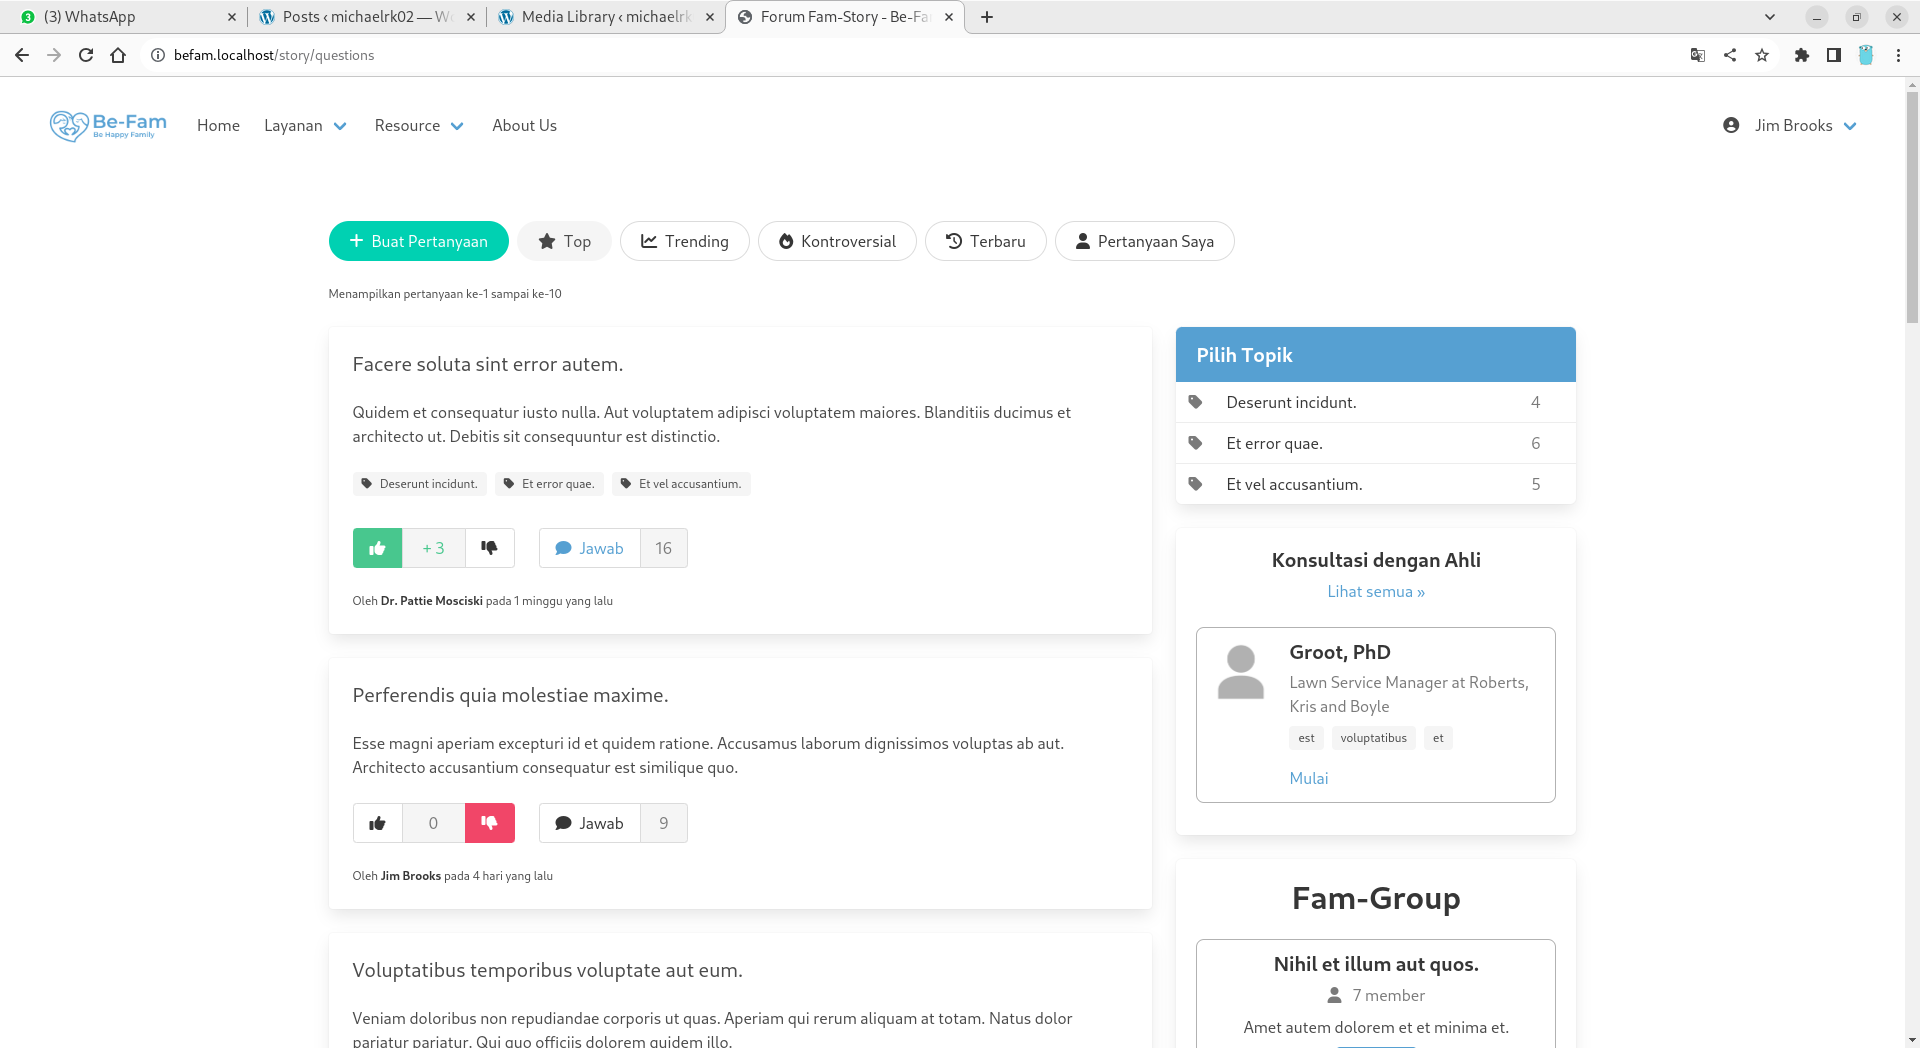 (3) WhatsApp
Posts ‹ michaelrk02 — W
Media Library ‹ michaelrk
Forum Fam-Story - Be-Fa
befam.localhost/story/questions
Be-Fam
Be Happy Family
Home
Layanan
Resource
About Us
Jim Brooks
Buat Pertanyaan
Top
Trending
Kontroversial
Terbaru
Pertanyaan Saya
Menampilkan pertanyaan ke-1 sampai ke-10
Facere soluta sint error autem.
Quidem et consequatur iusto nulla. Aut voluptatem adipisci voluptatem maiores. Blanditiis ducimus et
architecto ut. Debitis sit consequuntur est distinctio.
Deserunt incidunt.
Et error quae.
Et vel accusantium.
+ 3
Jawab
16
Oleh Dr. Pattie Mosciski pada 1 minggu yang lalu
Perferendis quia molestiae maxime.
Esse magni aperiam excepturi id et quidem ratione. Accusamus laborum dignissimos voluptas ab aut.
Architecto accusantium consequatur est similique quo.
0
Jawab
9
Oleh Jim Brooks pada 4 hari yang lalu
Voluptatibus temporibus voluptate aut eum.
Veniam doloribus non repudiandae corporis ut quas. Aperiam qui rerum aliquam at totam. Natus dolor
pariatur pariatur. Qui quo officiis dolorem quidem illo.
Pilih Topik
Deserunt incidunt. 4
Et error quae. 6
Et vel accusantium. 5
Konsultasi dengan Ahli
Lihat semua »
Groot, PhD
Lawn Service Manager at Roberts,
Kris and Boyle
est
voluptatibus
et
Mulai
Fam-Group
Nihil et illum aut quos.
7 member
Amet autem dolorem et et minima et.